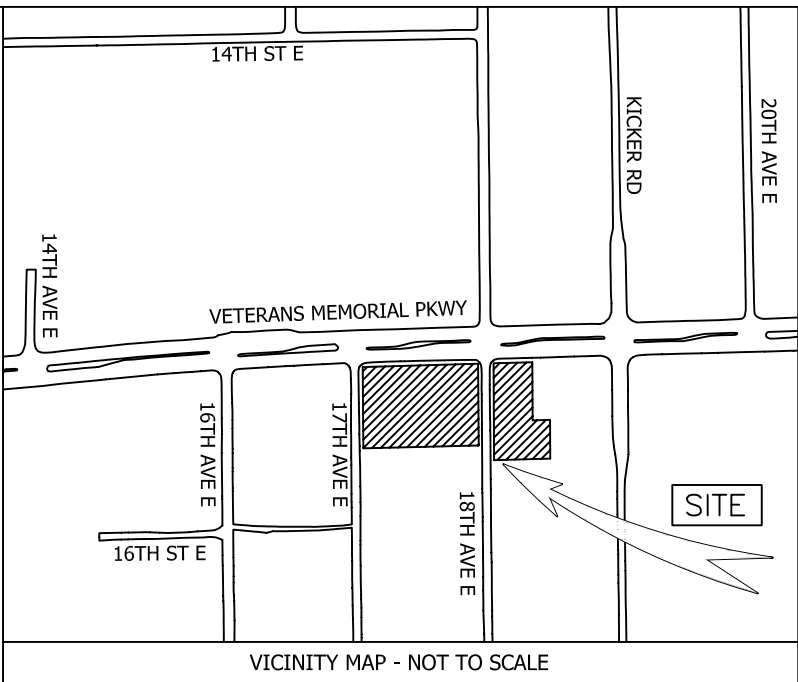 14TH ST E
KICKER RD
20TH AVE E
14TH AVE E
VETERANS MEMORIAL PKWY
16TH AVE E
17TH AVE E
18TH AVE E
SITE
16TH ST E
VICINITY MAP - NOT TO SCALE